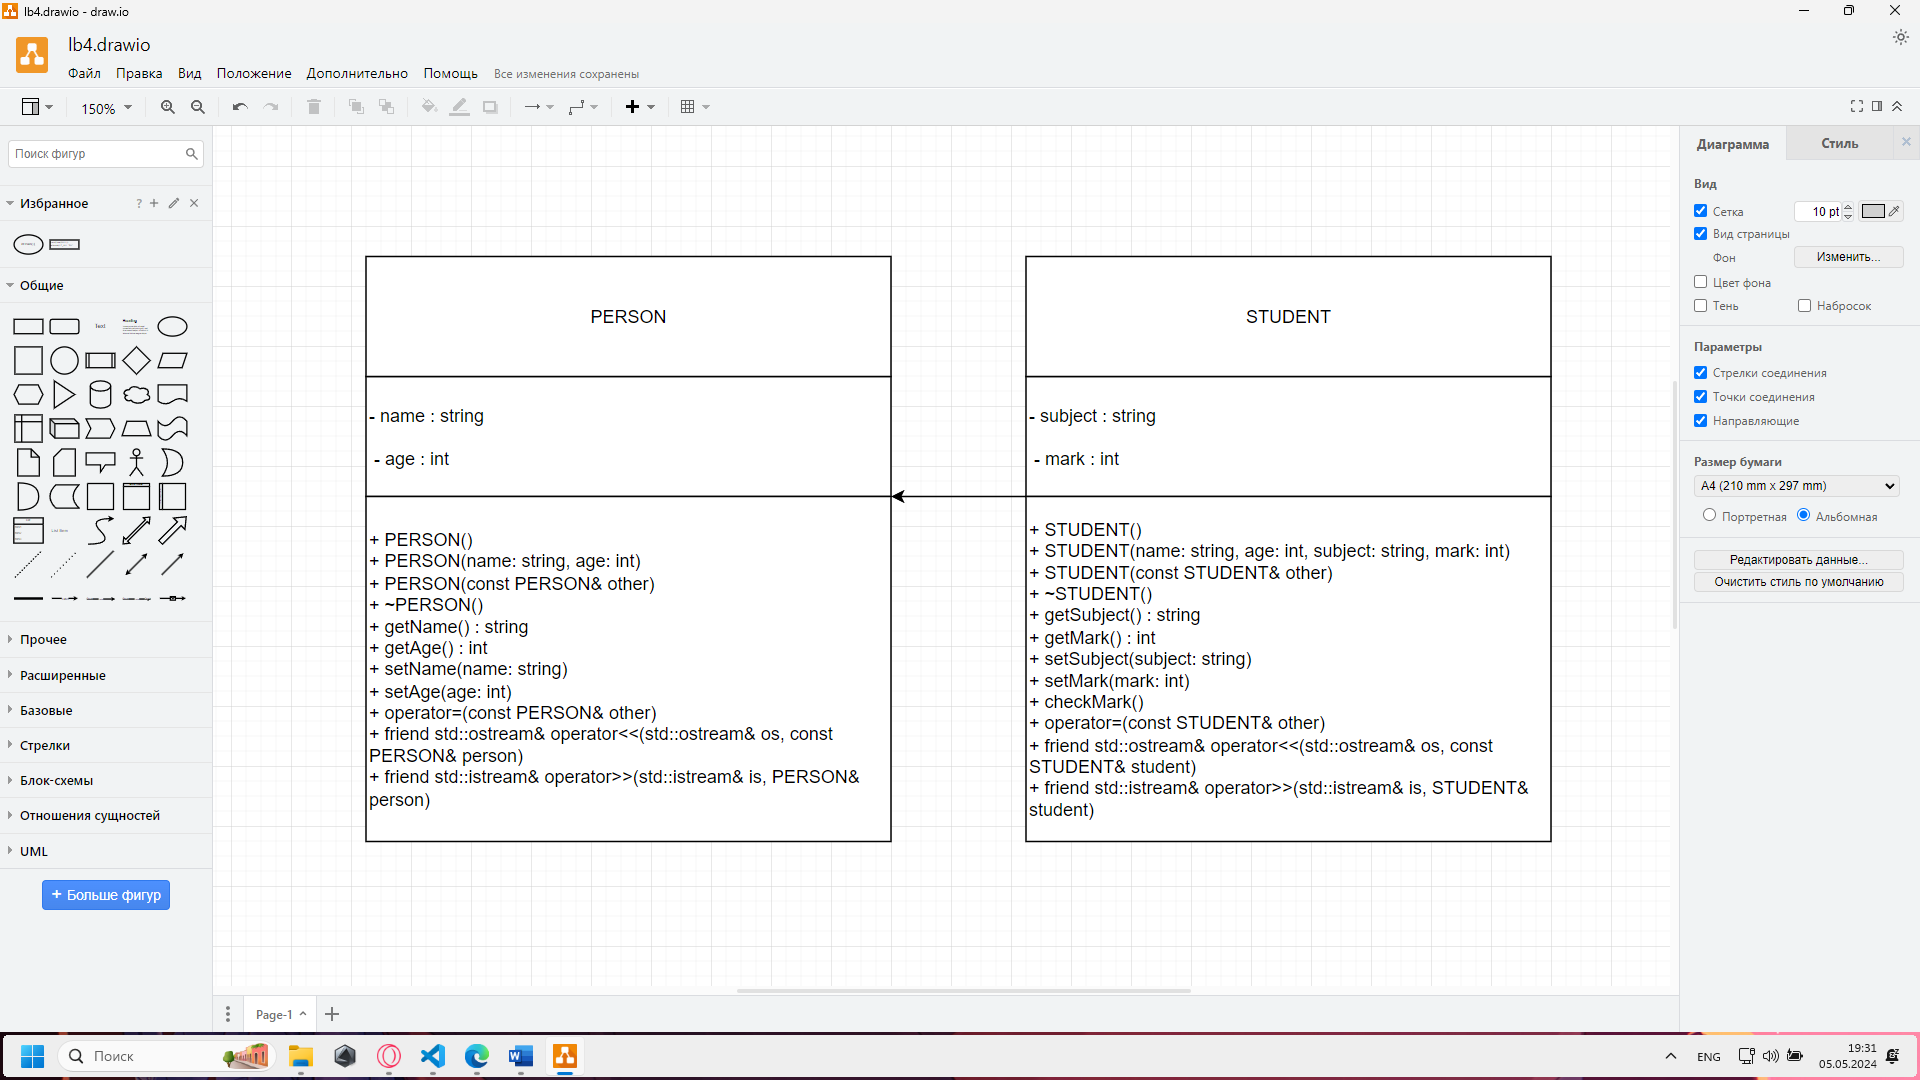 lb4.drawio - draw.io
lb4.drawio
Файл Правка Вид Положение Дополнительно Помощь Все изменения сохранены
150%
Поиск фигур
Избранное
?
Общие
Text
Heading
Прочее
Расширенные
Базовые
Стрелки
Блок-схемы
Отношения сущностей
UML
+ Больше фигур
PERSON
- name : string
- age : int
+ PERSON()
+ PERSON(name: string, age: int)
+ PERSON(const PERSON& other)
+ ~PERSON()
+ getName() : string
+ getAge() : int
+ setName(name: string)
+ setAge(age: int)
+ operator=(const PERSON& other)
+ friend std::ostream& operator<<(std::ostream& os, const
PERSON& person)
+ friend std::istream& operator>>(std::istream& is, PERSON&
person)
STUDENT
- subject : string
- mark : int
+ STUDENT()
+ STUDENT(name: string, age: int, subject: string, mark: int)
+ STUDENT(const STUDENT& other)
+ ~STUDENT()
+ getSubject() : string
+ getMark() : int
+ setSubject(subject: string)
+ setMark(mark: int)
+ checkMark()
+ operator=(const STUDENT& other)
+ friend std::ostream& operator<<(std::ostream& os, const
STUDENT& student)
+ friend std::istream& operator>>(std::istream& is, STUDENT&
student)
Диаграмма Стиль
Вид
Сетка 10 pt
Вид страницы
Фон Изменить...
Цвет фона
Тень Набросок
Параметры
Стрелки соединения
Точки соединения
Направляющие
Размер бумаги
A4 (210 mm x 297 mm)
Портретная Альбомная
Редактировать данные...
Очистить стиль по умолчанию
Page-1
Поиск
ENG
19:31
05.05.2024